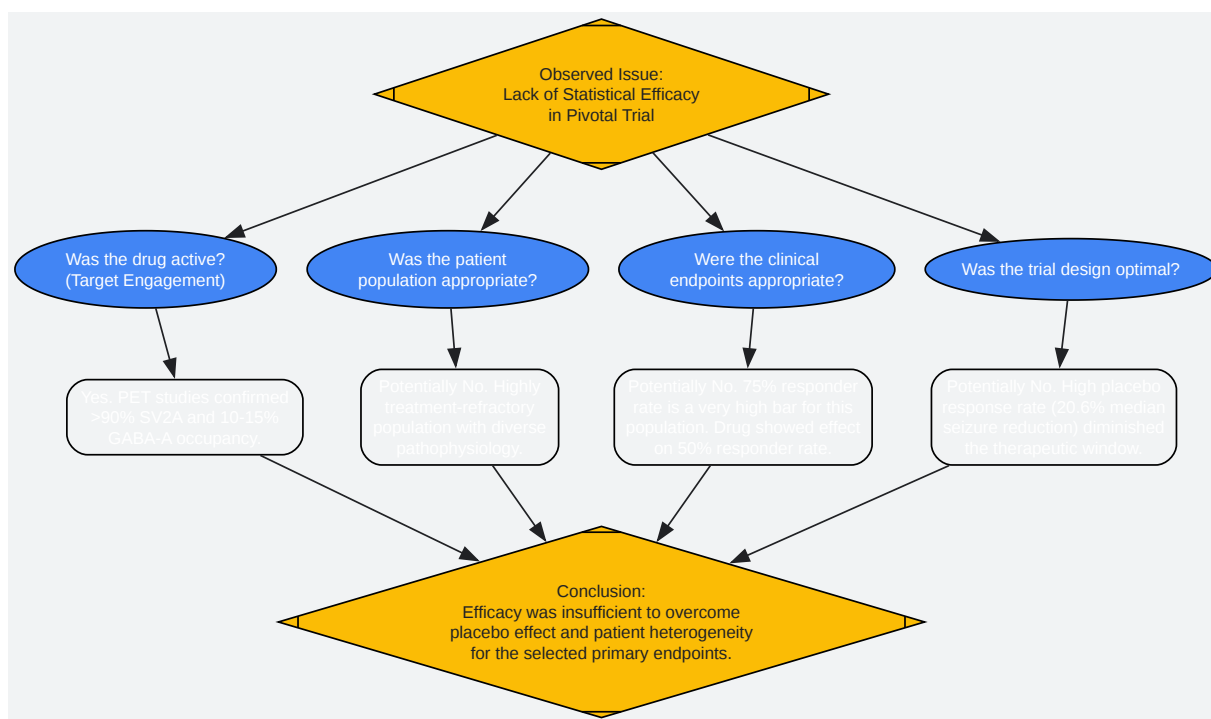 Observed Issue:
Lack of Statistical Efficacy
in Pivotal Trial
Was the drug active?
(Target Engagement)
Was the patient
population appropriate?
Were the clinical
endpoints appropriate?
Was the trial design optimal?
Yes. PET studies confirmed
>90% SV2A and 10-15%
GABA-A occupancy.
Potentially No. Highly
treatment-refractory
population with diverse
pathophysiology.
Potentially No. 75% responder
rate is a very high bar for this
population. Drug showed effect
on 50% responder rate.
Potentially No. High placebo
response rate (20.6% median
seizure reduction) diminished
the therapeutic window.
Conclusion:
Efficacy was insufficient to overcome
placebo effect and patient heterogeneity
for the selected primary endpoints.